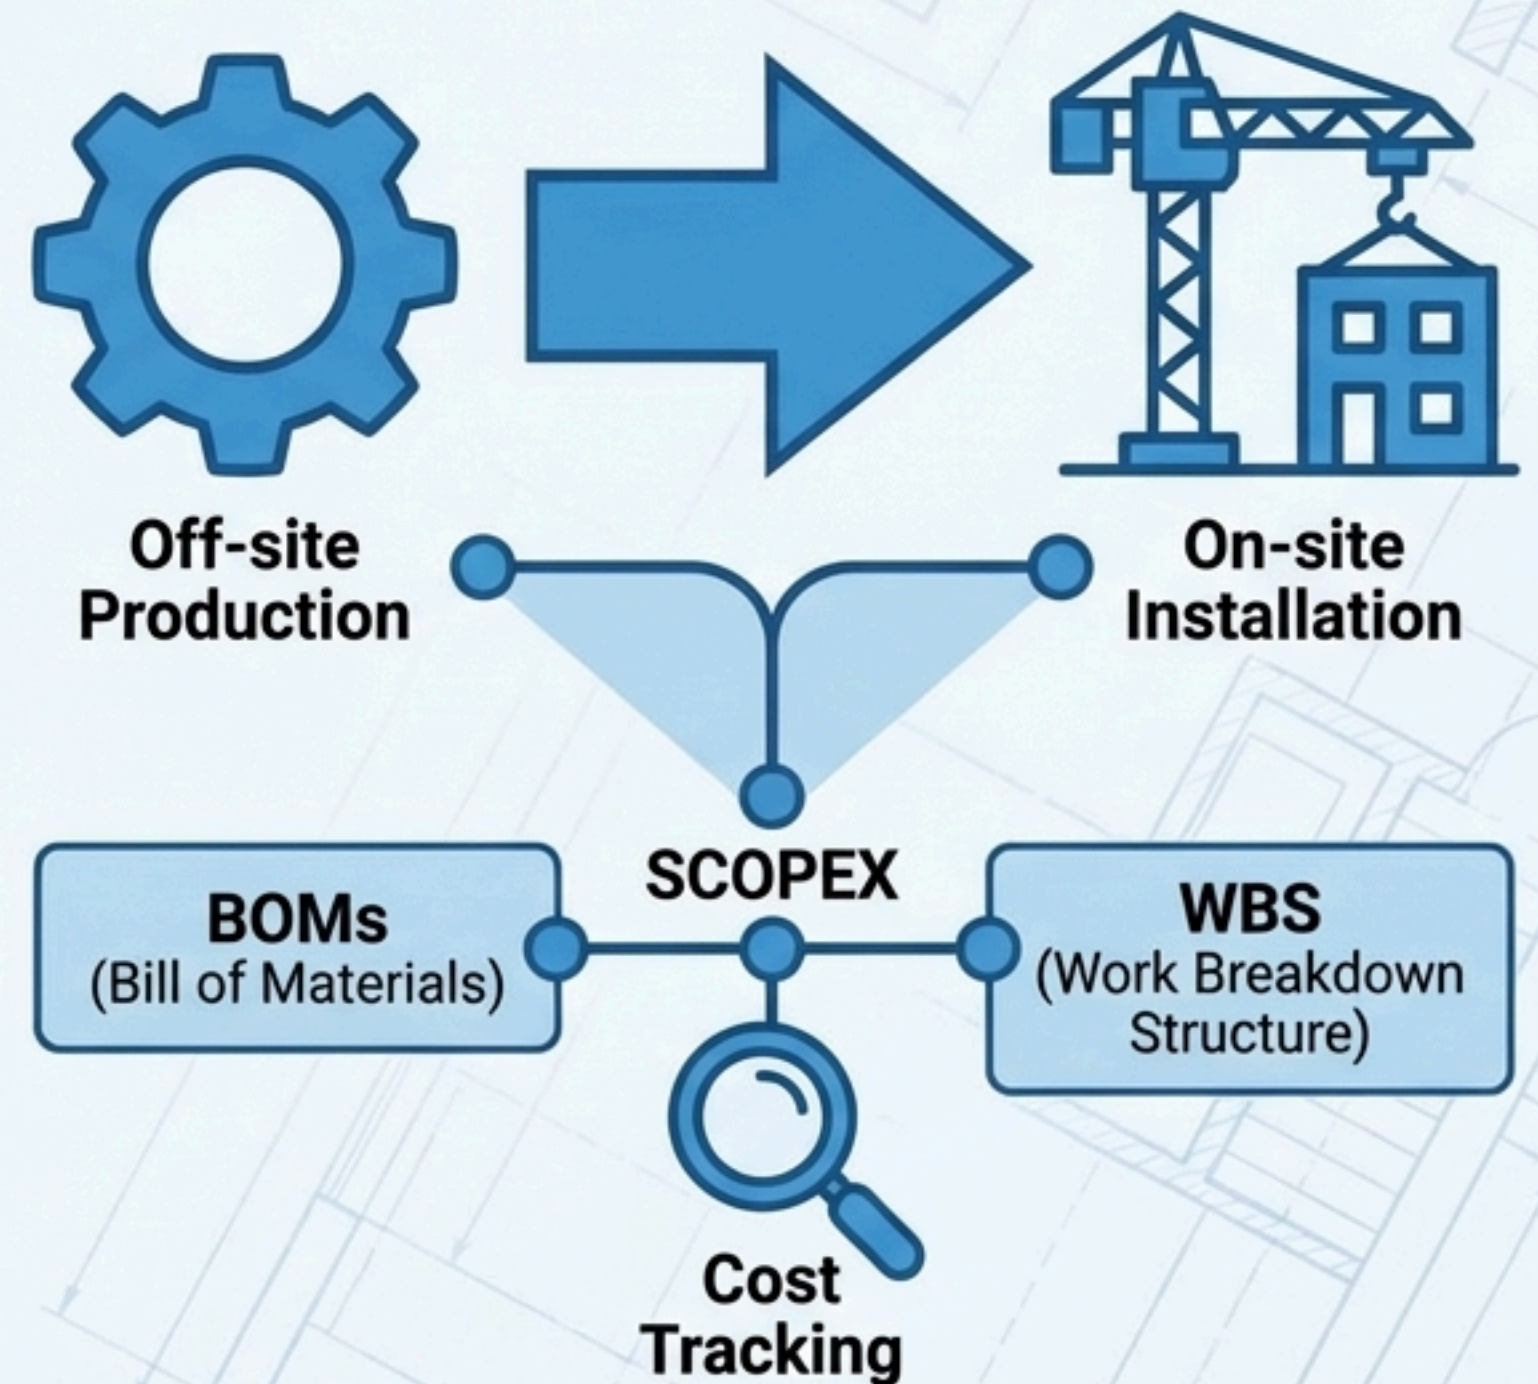 Off-site
Production
On-site
Installation
SCOPEX
BOMs
(Bill of Materials)
WBS
(Work Breakdown
Structure)
Cost
Tracking